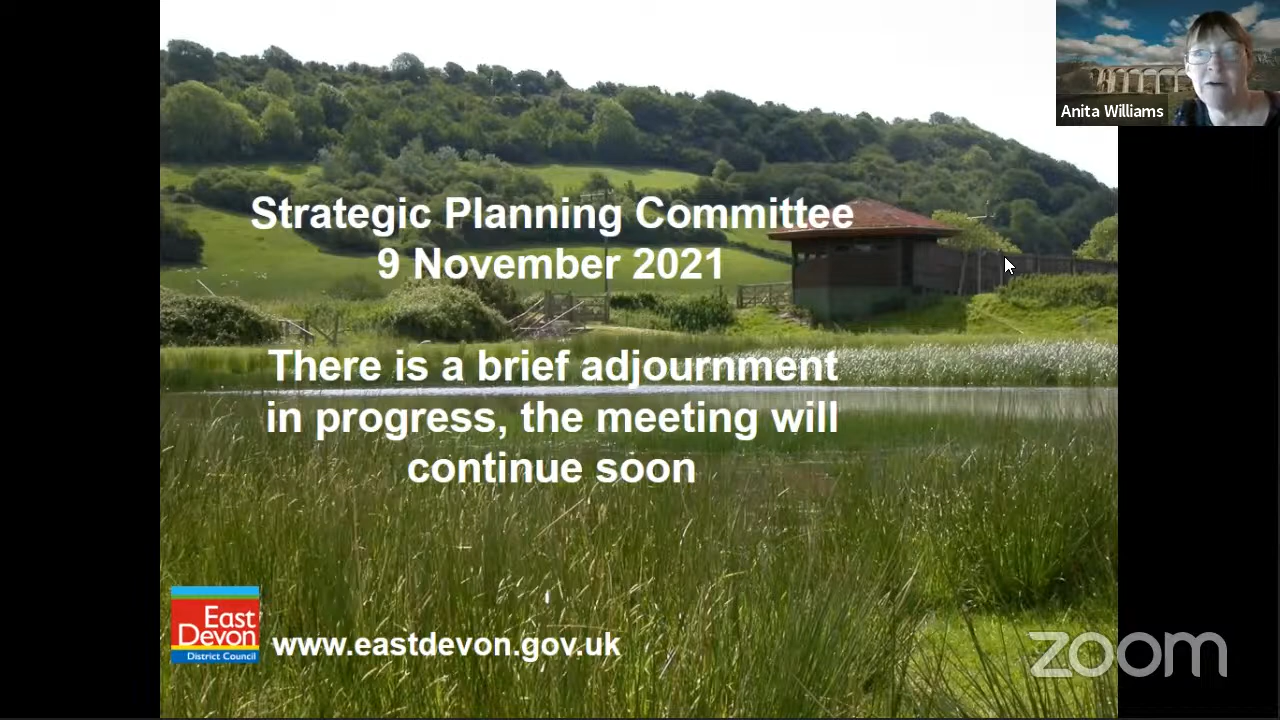 Anita Williams
Strategic Planning Committee
9 November 2021
There is a brief adjournment
in progress, the meeting will
continue soon
East
Devon
District Council
www.eastdevon.gov.uk
zoom